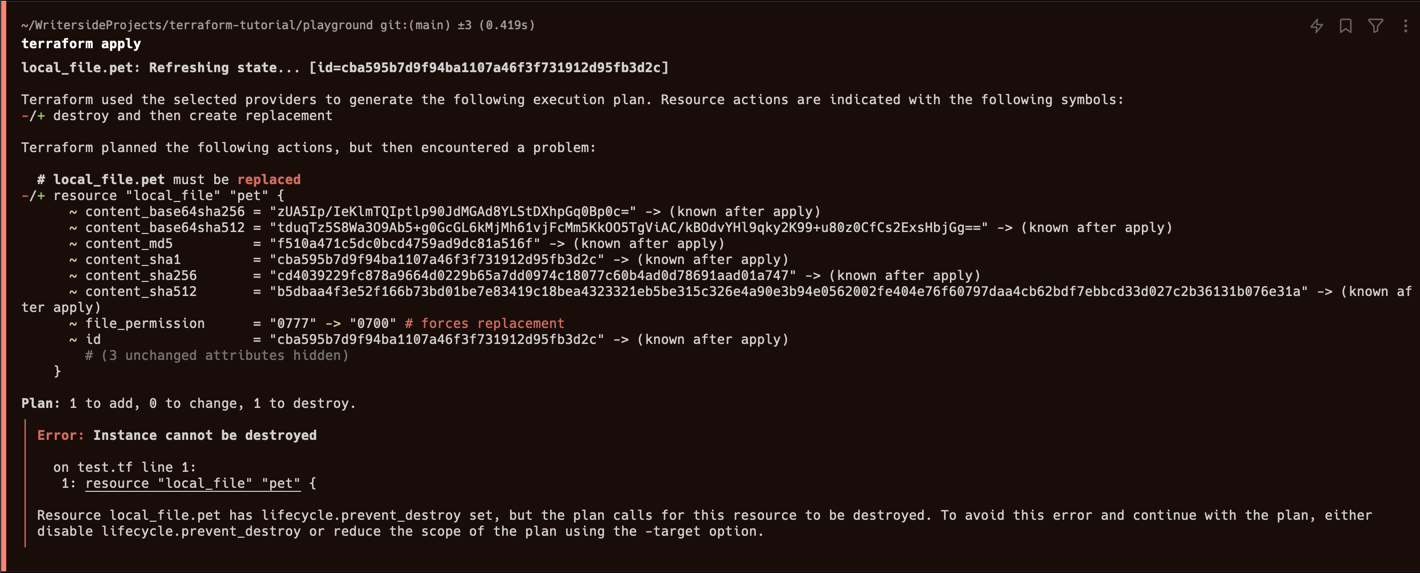 ~/WritersideProjects/terraform-tutorial/playground git:(main) ±3 (0.419s)
terraform apply
local_file.pet: Refreshing state... [id=cba595b7d9f94ba1107a46f3f731912d95fb3d2c]
Terraform used the selected providers to generate the following execution plan. Resource actions are indicated with the following symbols:
-/+ destroy and then create replacement
Terraform planned the following actions, but then encountered a problem:
# local_file.pet must be replaced
-/+ resource "local_file" "pet" {
~ content_base64sha256 = "zUA5Ip/IeKlmTQIptlp90JdMGAd8YLStDXhpGq0Bp0c=" -> (known after apply)
~ content_base64sha512 = "tduqTz5S8Wa3O9Ab5+g0GcGL6kMjMh61vjFcMm5KkOO5TgViAC/kBOdvYHl9qky2K99+u80z0CfCs2ExsHbjGg==" -> (known after apply)
~ content_md5 = "f510a471c5dc0bcd4759ad9dc81a516f" -> (known after apply)
~ content_sha1 = "cba595b7d9f94ba1107a46f3f731912d95fb3d2c" -> (known after apply)
~ content_sha256 = "cd4039229fc878a9664d0229b65a7dd0974c18077c60b4ad0d78691aad01a747" -> (known after apply)
~ content_sha512 = "b5dbaa4f3e52f166b73bd01be7e83419c18bea4323321eb5be315c326e4a90e3b94e0562002fe404e76f60797daa4cb62bdf7ebbcd33d027c2b36131b076e31a" -> (known af
ter apply)
~ file_permission = "0777" -> "0700" # forces replacement
~ id = "cba595b7d9f94ba1107a46f3f731912d95fb3d2c" -> (known after apply)
# (3 unchanged attributes hidden)
}
Plan: 1 to add, 0 to change, 1 to destroy.
Error: Instance cannot be destroyed
on test.tf line 1:
1: resource "local_file" "pet" {
Resource local_file.pet has lifecycle.prevent_destroy set, but the plan calls for this resource to be destroyed. To avoid this error and continue with the plan, either
disable lifecycle.prevent_destroy or reduce the scope of the plan using the -target option.